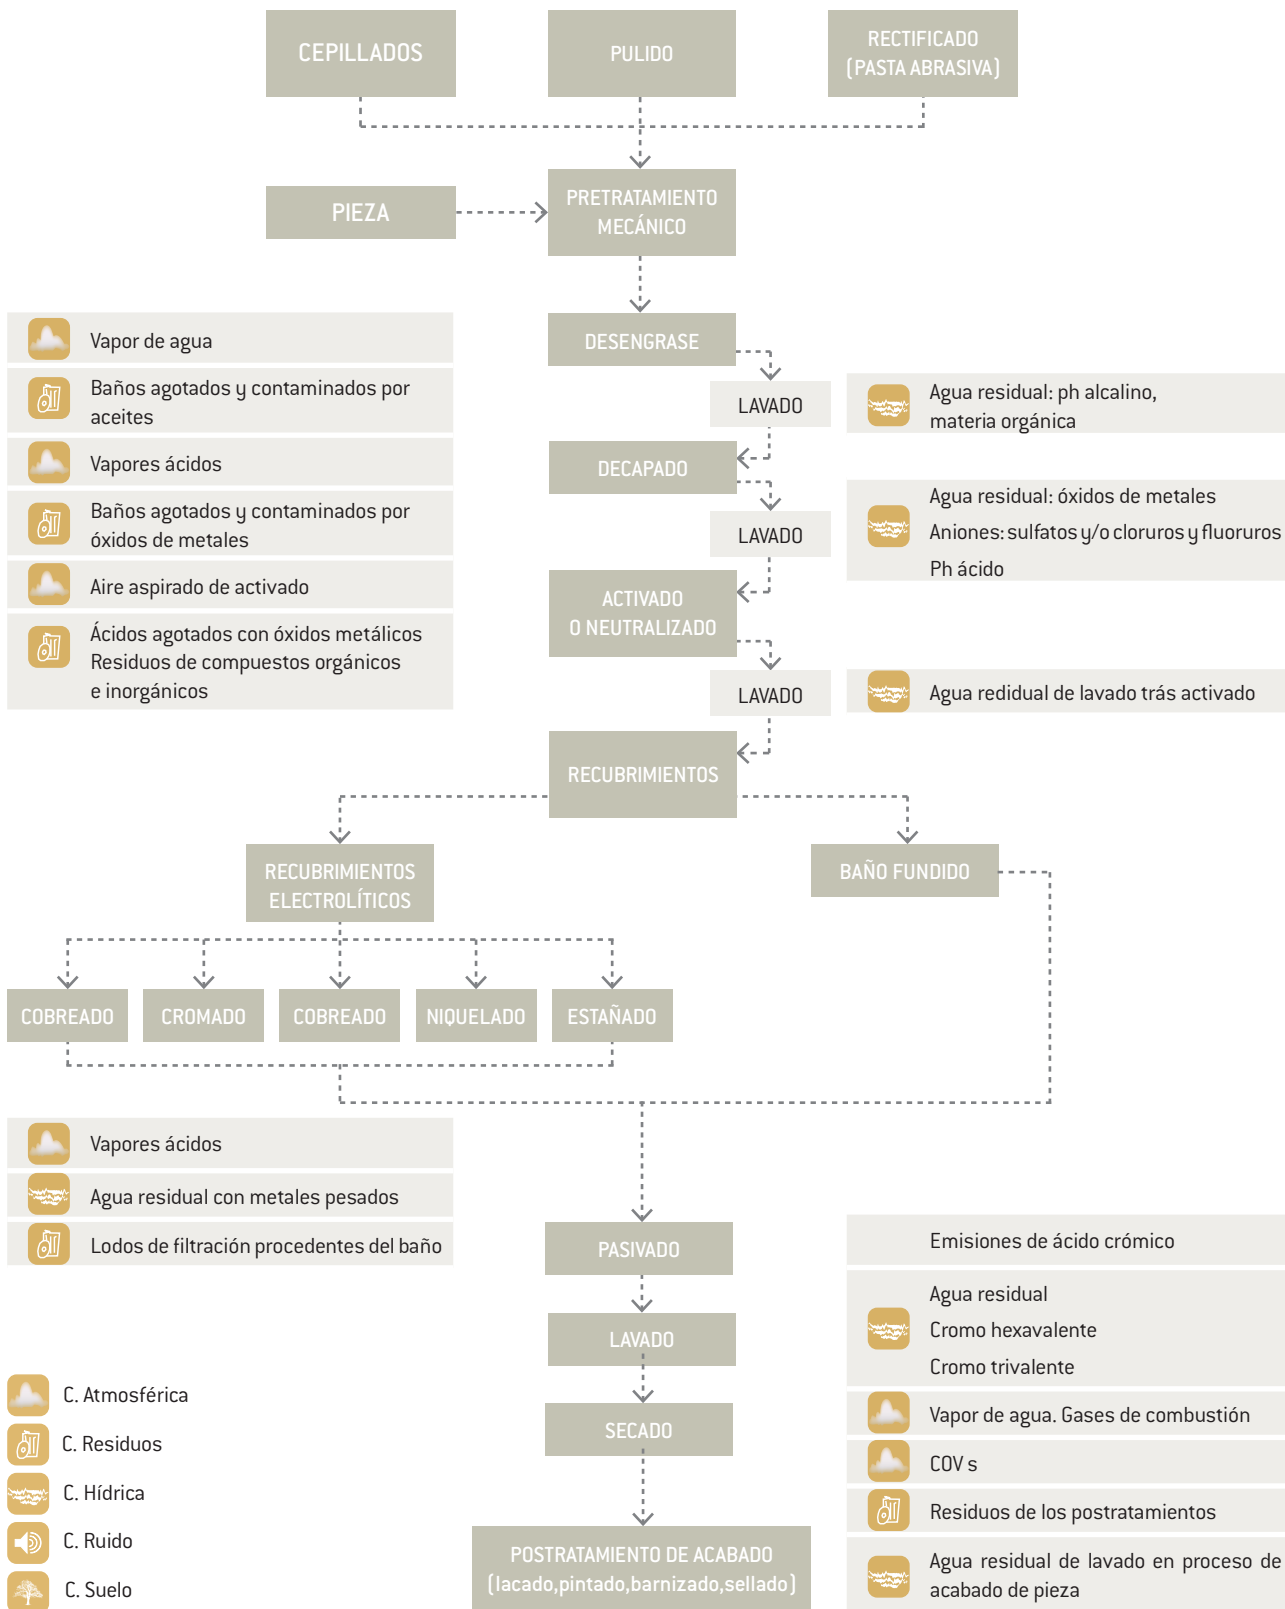 CEPILLADOS
PULIDO
RECTIFICADO
(PASTA ABRASIVA)
PIEZA
PRETRATAMIENTO
MECÁNICO
DESENGRASE
LAVADO
DECAPADO
LAVADO
ACTIVADO
O NEUTRALIZADO
LAVADO
RECUBRIMIENTOS
Vapor de agua
Baños agotados y contaminados por
aceites
Vapores ácidos
Baños agotados y contaminados por
óxidos de metales
Aire aspirado de activado
Ácidos agotados con óxidos metálicos
Residuos de compuestos orgánicos
e inorgánicos
Agua residual: ph alcalino,
materia orgánica
Agua residual: óxidos de metales
Aniones: sulfatos y/o cloruros y fluoruros
Ph ácido
Agua redidual de lavado trás activado
RECUBRIMIENTOS
ELECTROLÍTICOS
BAÑO FUNDIDO
COBREADO
CROMADO
COBREADO
NIQUELADO
ESTAÑADO
Vapores ácidos
Agua residual con metales pesados
Lodos de filtración procedentes del baño
PASIVADO
LAVADO
SECADO
POSTRATAMIENTO DE ACABADO
(lacado,pintado,barnizado,sellado)
Emisiones de ácido crómico
Agua residual
Cromo hexavalente
Cromo trivalente
Vapor de agua. Gases de combustión
COV s
Residuos de los postratamientos
Agua residual de lavado en proceso de
acabado de pieza
C. Atmosférica
C. Residuos
C. Hídrica
C. Ruido
C. Suelo